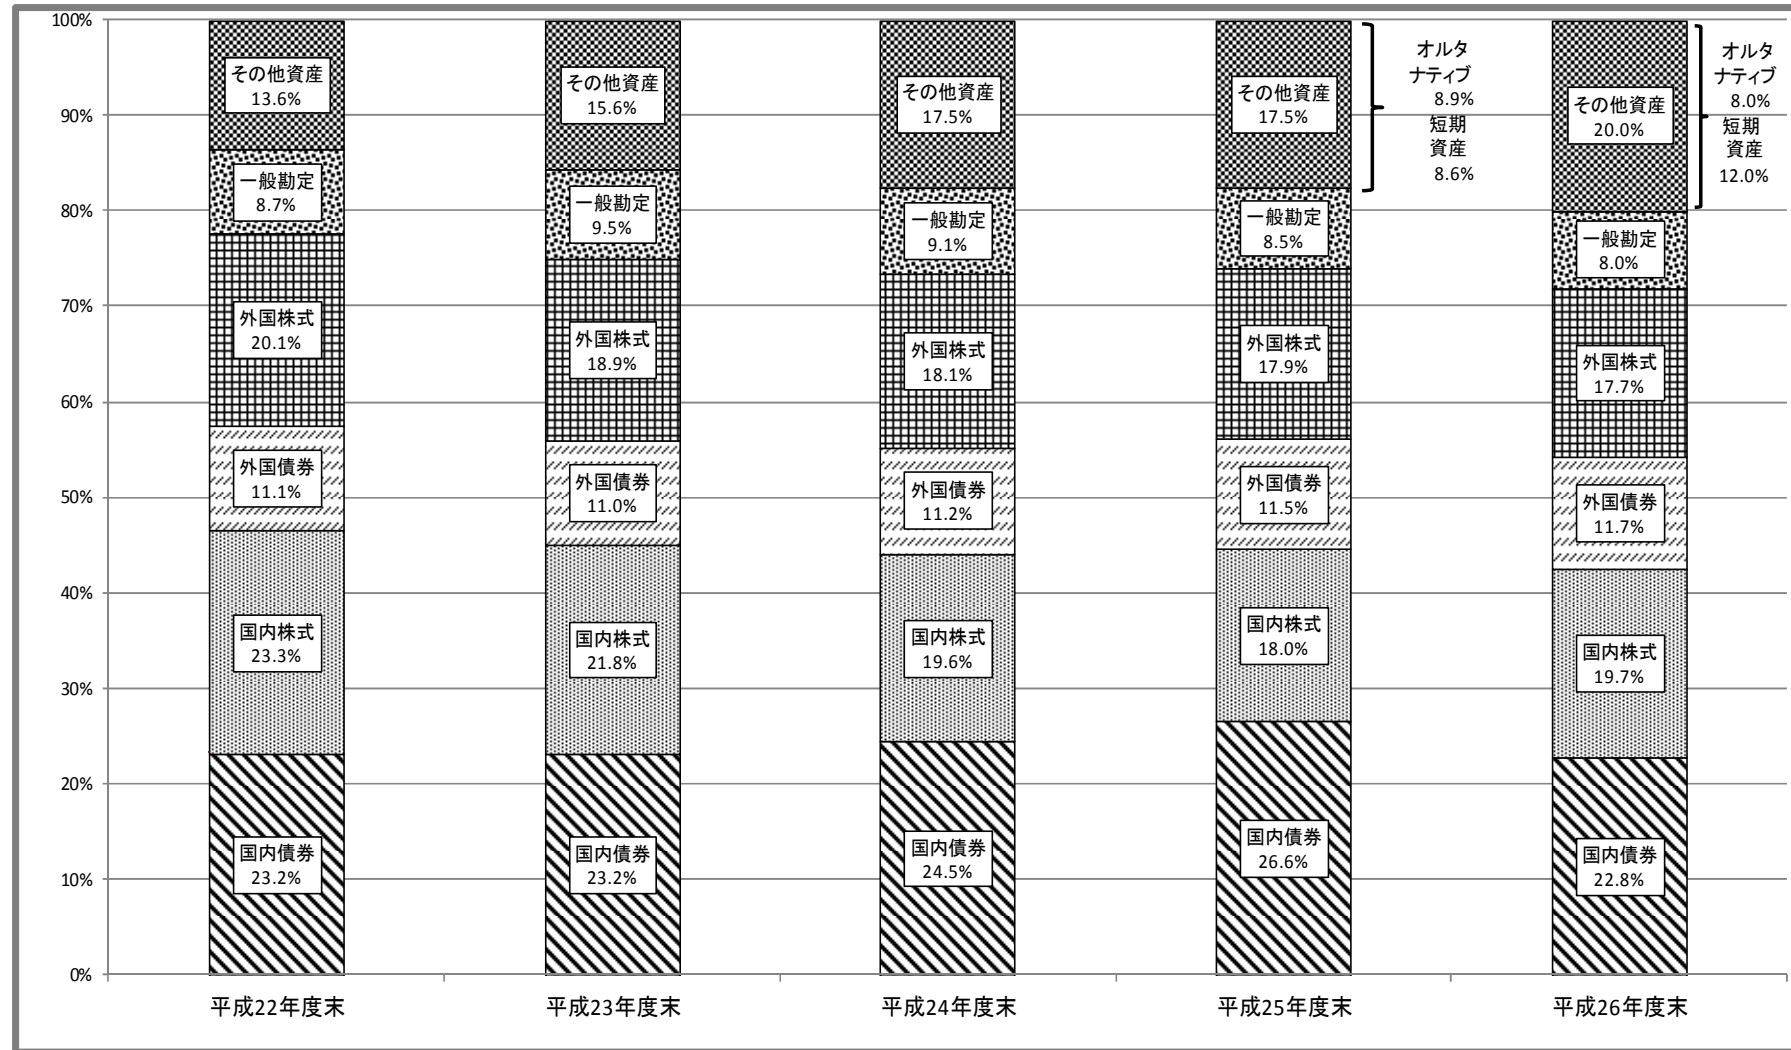 100%
90%
80%
70%
60%
50%
40%
30%
20%
10%
0%
その他資産
13.6%
一般勘定
8.7%
外国株式
20.1%
外国債券
11.1%
国内株式
23.3%
国内債券
23.2%
平成22年度末
その他資産
15.6%
一般勘定
9.5%
外国株式
18.9%
外国債券
11.0%
国内株式
21.8%
国内債券
23.2%
平成23年度末
その他資産
17.5%
一般勘定
9.1%
外国株式
18.1%
外国債券
11.2%
国内株式
19.6%
国内債券
24.5%
平成24年度末
その他資産
17.5%
一般勘定
8.5%
外国株式
17.9%
外国債券
11.5%
国内株式
18.0%
国内債券
26.6%
平成25年度末
オルタ
ナティブ
8.9%
短期
資産
8.6%
その他資産
20.0%
一般勘定
8.0%
外国株式
17.7%
外国債券
11.7%
国内株式
19.7%
国内債券
22.8%
平成26年度末
オルタ
ナティブ
8.0%
短期
資産
12.0%